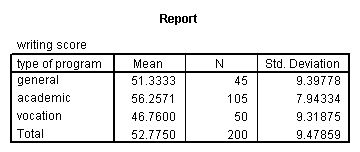 Report
writing score
type of program Mean N Std. Deviation
general 51.3333 45 9.39778
academic 56.2571 105 7.94334
vocation 46.7600 50 9.31875
Total 52.7750 200 9.47859